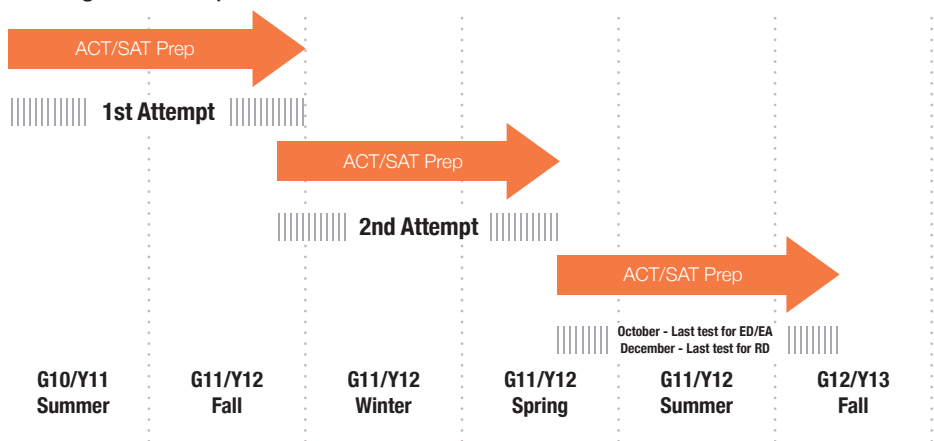 ACT/SAT Prep
1st Attempt
ACT/SAT Prep
2nd Attempt
ACT/SAT Prep
October - Last test for ED/EA
December - Last test for RD
G10/Y11
Summer
G11/Y12
Fall
G11/Y12
Winter
G11/Y12
Spring
G11/Y12
Summer
G12/Y13
Fall